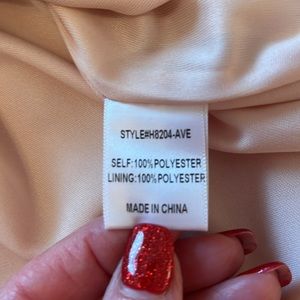 STYLE#H8204-AVE
SELF:100%POLYESTER
LINING:100%POLYESTER
MADE IN CHINA